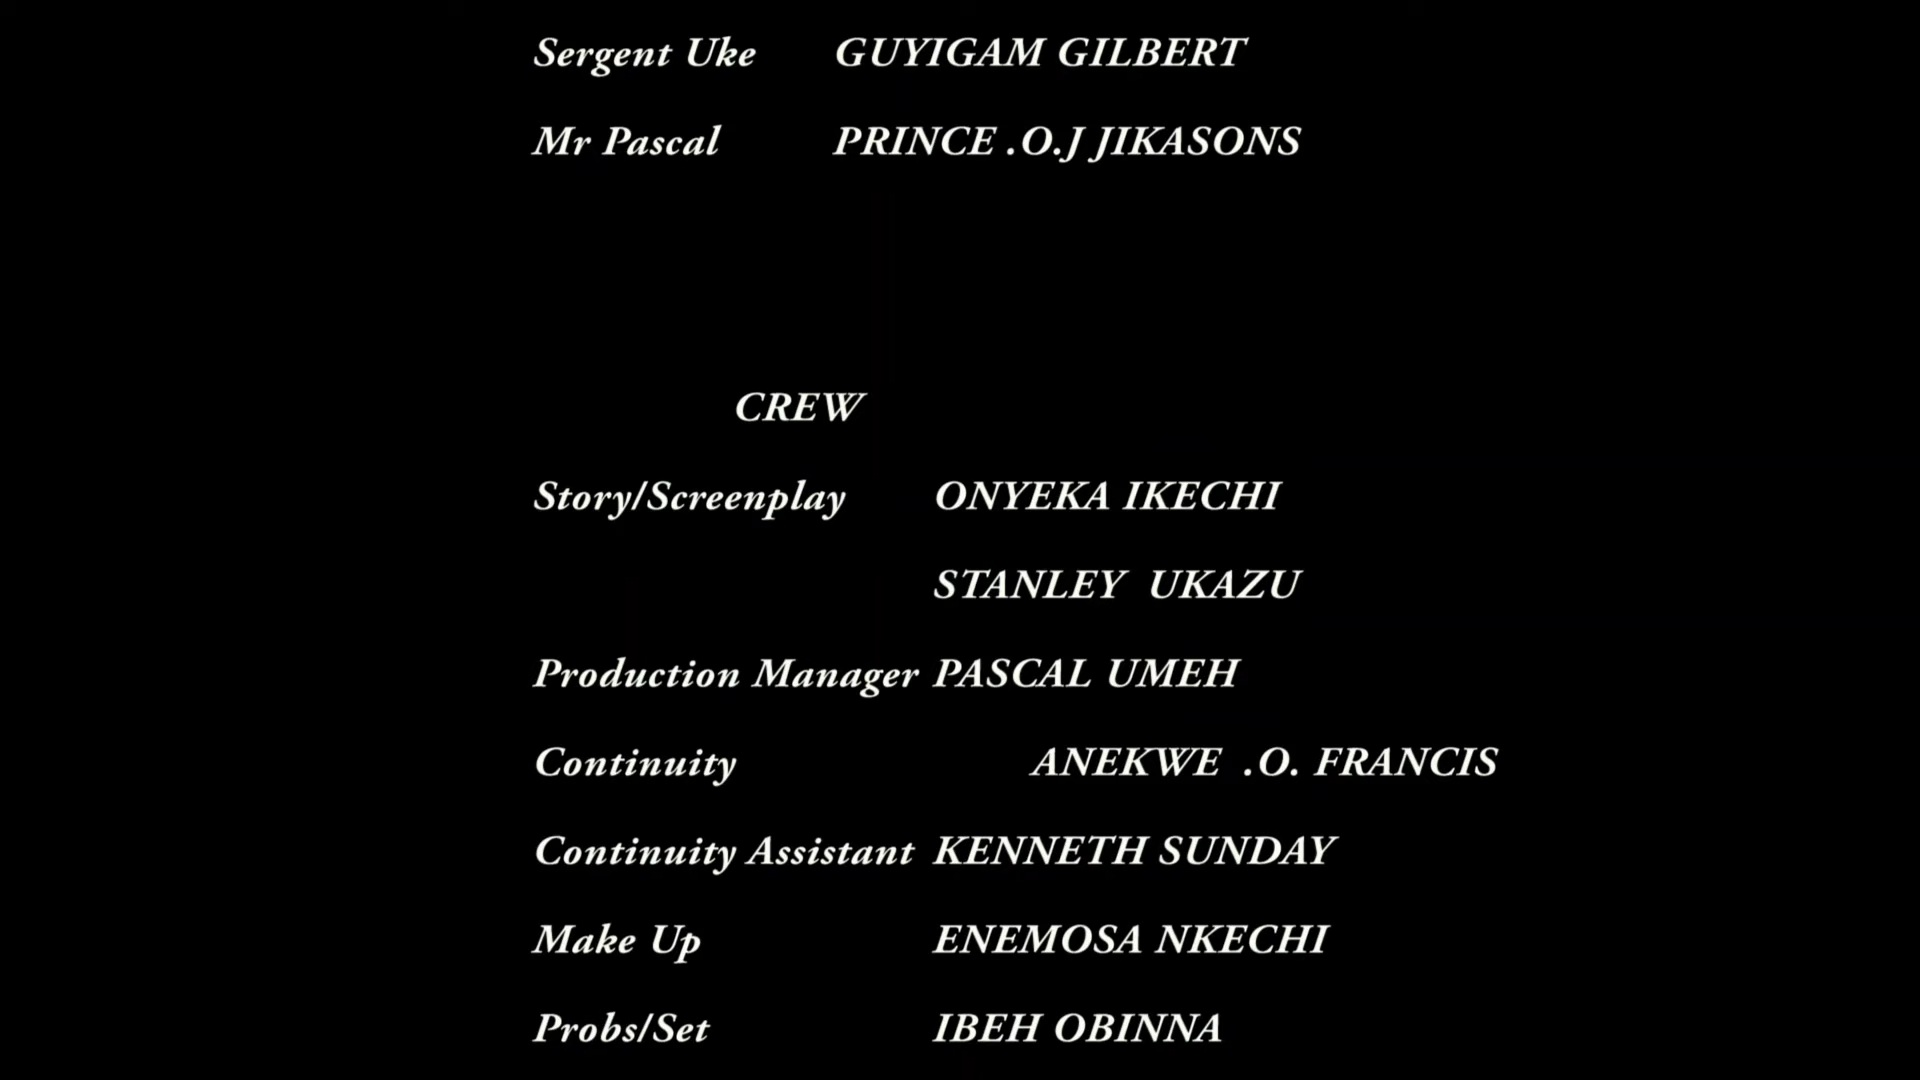 Sergent Uke GUYIGAM GILBERT
Mr Pascal PRINCE .O.J JIKASONS
CREW
Story/Screenplay ONYEKA IKECHI
STANLEY UKAZU
Production Manager PASCAL UMEH
Continuity ANEKWE .O. FRANCIS
Continuity Assistant KENNETH SUNDAY
Make Up ENEMOSA NKECHI
Probs/Set IBEH OBINNA